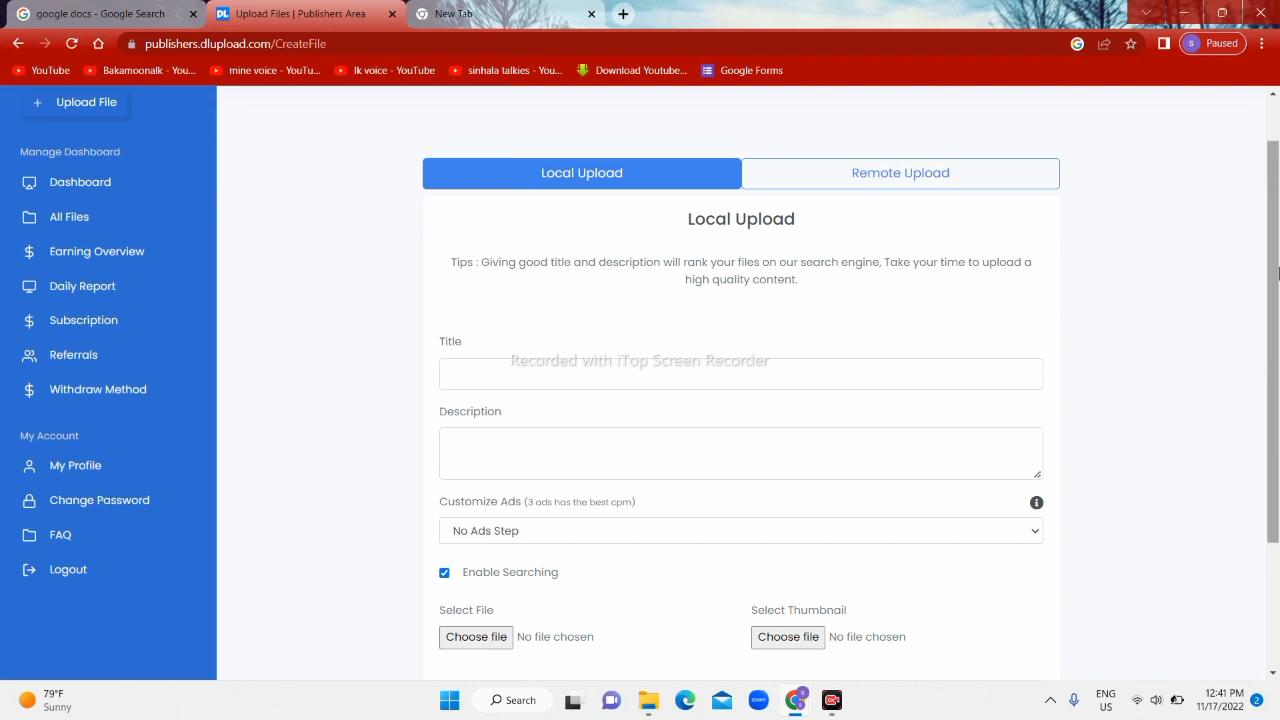 google docs - Google Search
Upload Files | Publishers Area
New Tab
publishers.dlupload.com/CreateFile
S
Paused
YouTube
Bakamoonalk - You...
mine voice - YouTu...
lk voice - YouTube
sinhala talkies - You...
Download Youtube...
Google Forms
+ Upload File
Manage Dashboard
Dashboard
All Files
Earning Overview
Daily Report
Subscription
Referrals
Withdraw Method
My Account
My Profile
Change Password
FAQ
Logout
Local Upload
Remote Upload
Local Upload
Tips : Giving good title and description will rank your files on our search engine, Take your time to upload a
high quality content.
Title
Recorded with iTop Screen Recorder
Description
Customize Ads (3 ads has the best cpm)
No Ads Step
Enable Searching
Select File
Choose file No file chosen
Select Thumbnail
Choose file No file chosen
79°F
Sunny
Search
zoom
ENG
US
12:41 PM
11/17/2022
2